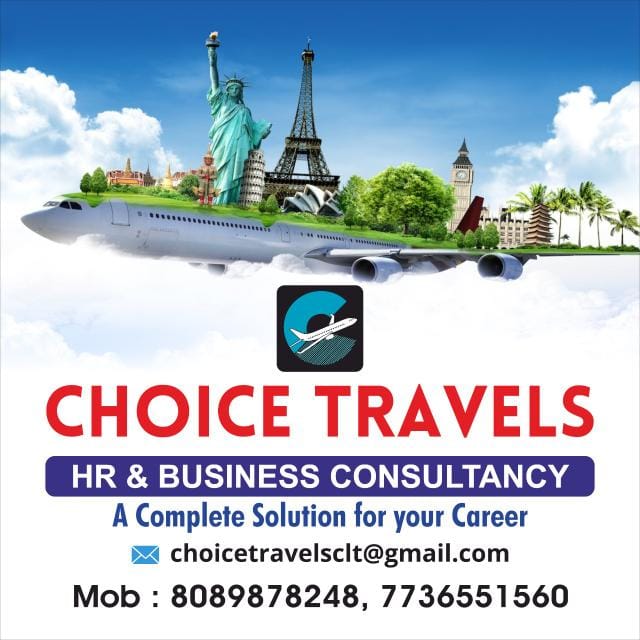 CHOICE TRAVELS
HR & BUSINESS CONSULTANCY
A Complete Solution for your Career
choicetravelsclt@gmail.com
Mob : 8089878248, 7736551560